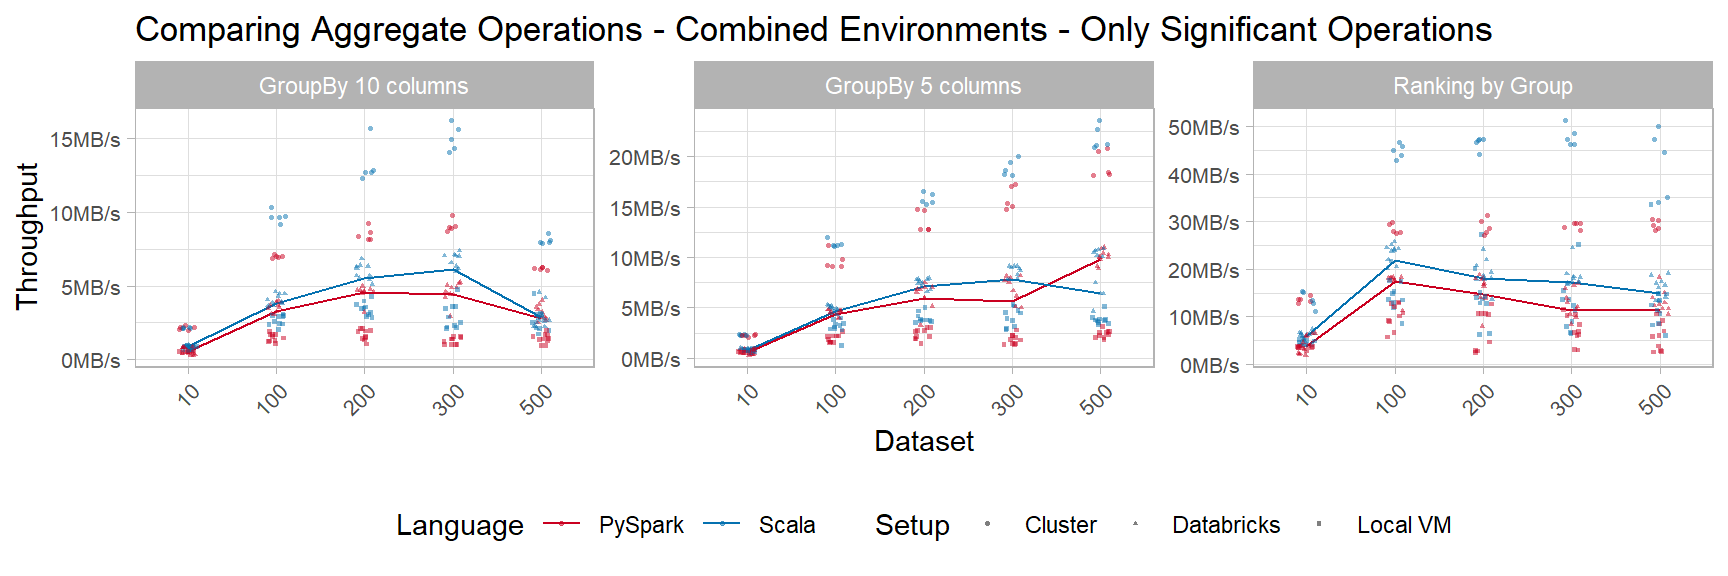 Comparing Aggregate Operations - Combined Environments - Only Significant Operations
GroupBy 10 columns
GroupBy 5 columns
Ranking by Group
Throughput
15MB/s
10MB/s
5MB/s
0MB/s
20MB/s
15MB/s
10MB/s
5MB/s
0MB/s
50MB/s
40MB/s
30MB/s
20MB/s
10MB/s
0MB/s
10 100 200 300 500
10 100 200 300 500
10 100 200 300 500
Dataset
Language PySpark Scala Setup Cluster Databricks Local VM